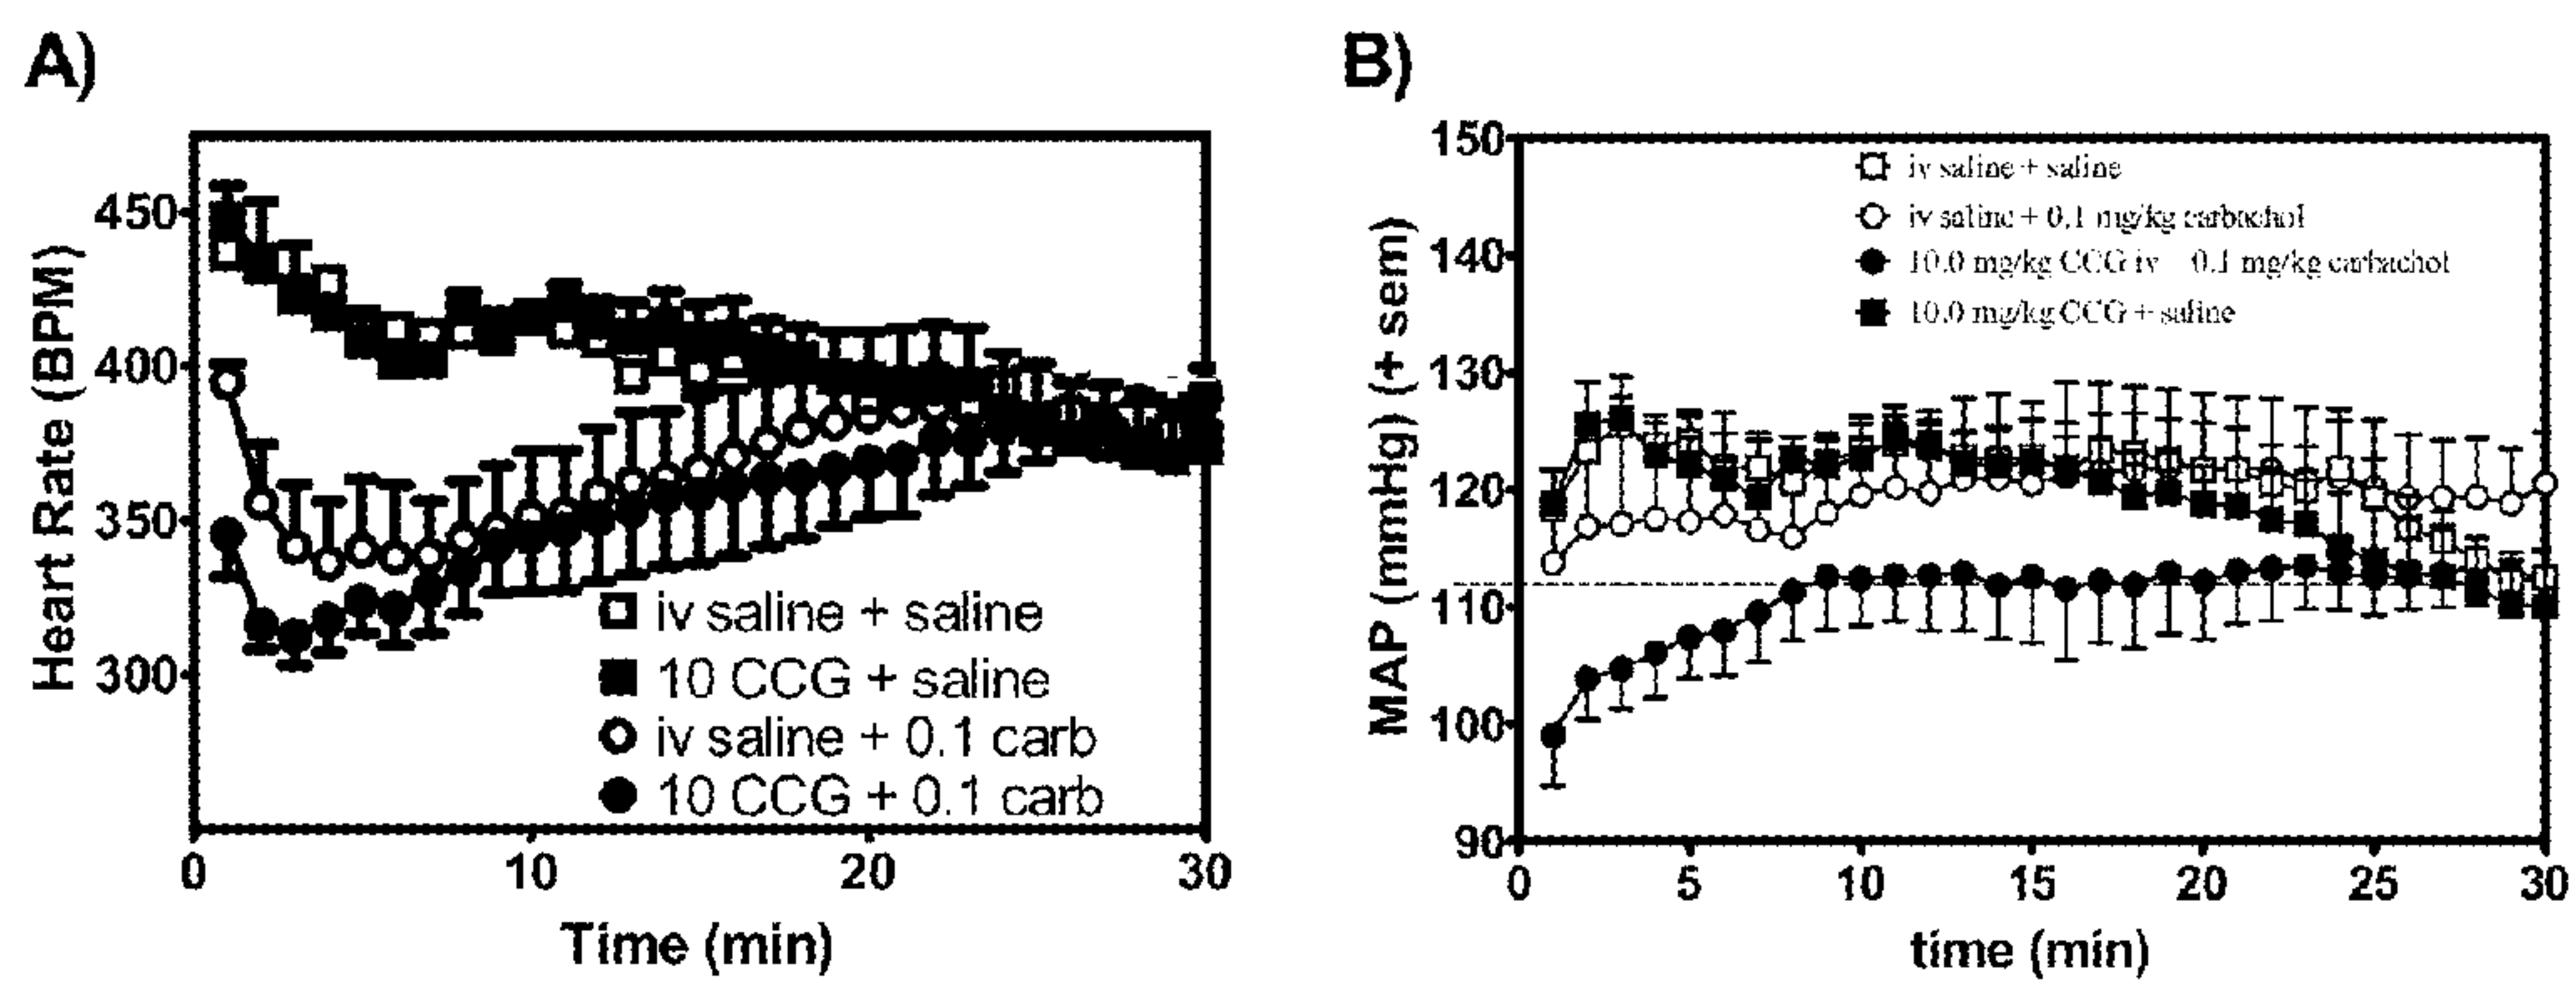 A)
Heart Rate (BPM)
450
400
350
300
iv saline + saline
10 CCG + saline
iv saline + 0.1 carb
10 CCG + 0.1 carb
0 10 20 30
Time (min)
B)
MAP (mmHg) (+ sem)
150
140
130
120
110
100
90
iv saline + saline
iv saline + 0.1 mg/kg carbachol
10.0 mg/kg CCG iv 0.1 mg/kg carbachol
10.0 mg/kg CCG + saline
0 5 10 15 20 25 30
time (min)